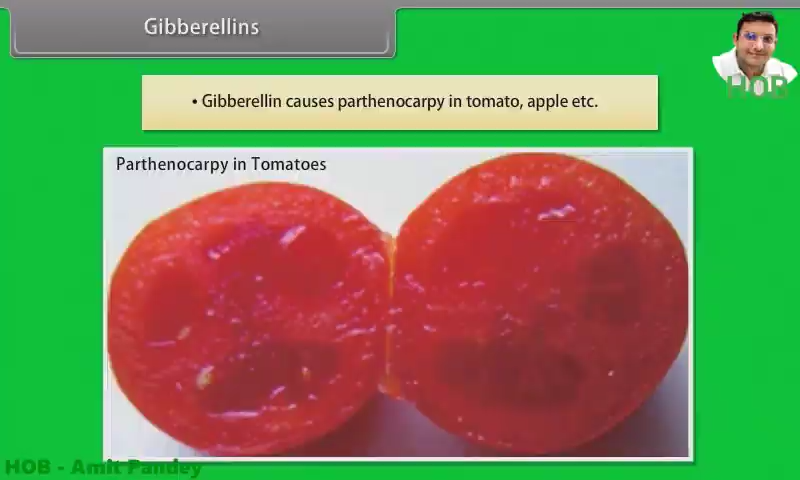 Gibberellins
HOB
• Gibberellin causes parthenocarpy in tomato, apple etc.
Parthenocarpy in Tomatoes
HOB - Amit Pandey